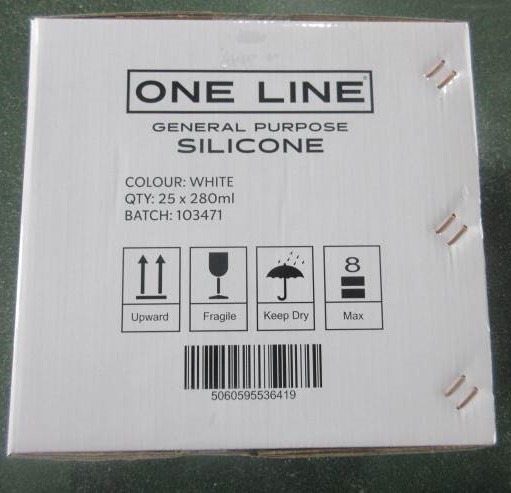 ONE LINE
GENERAL PURPOSE
SILICONE
COLOUR: WHITE
QTY: 25 x 280ml
BATCH: 103471
8
Upward Fragile Keep Dry Max
5060595536419